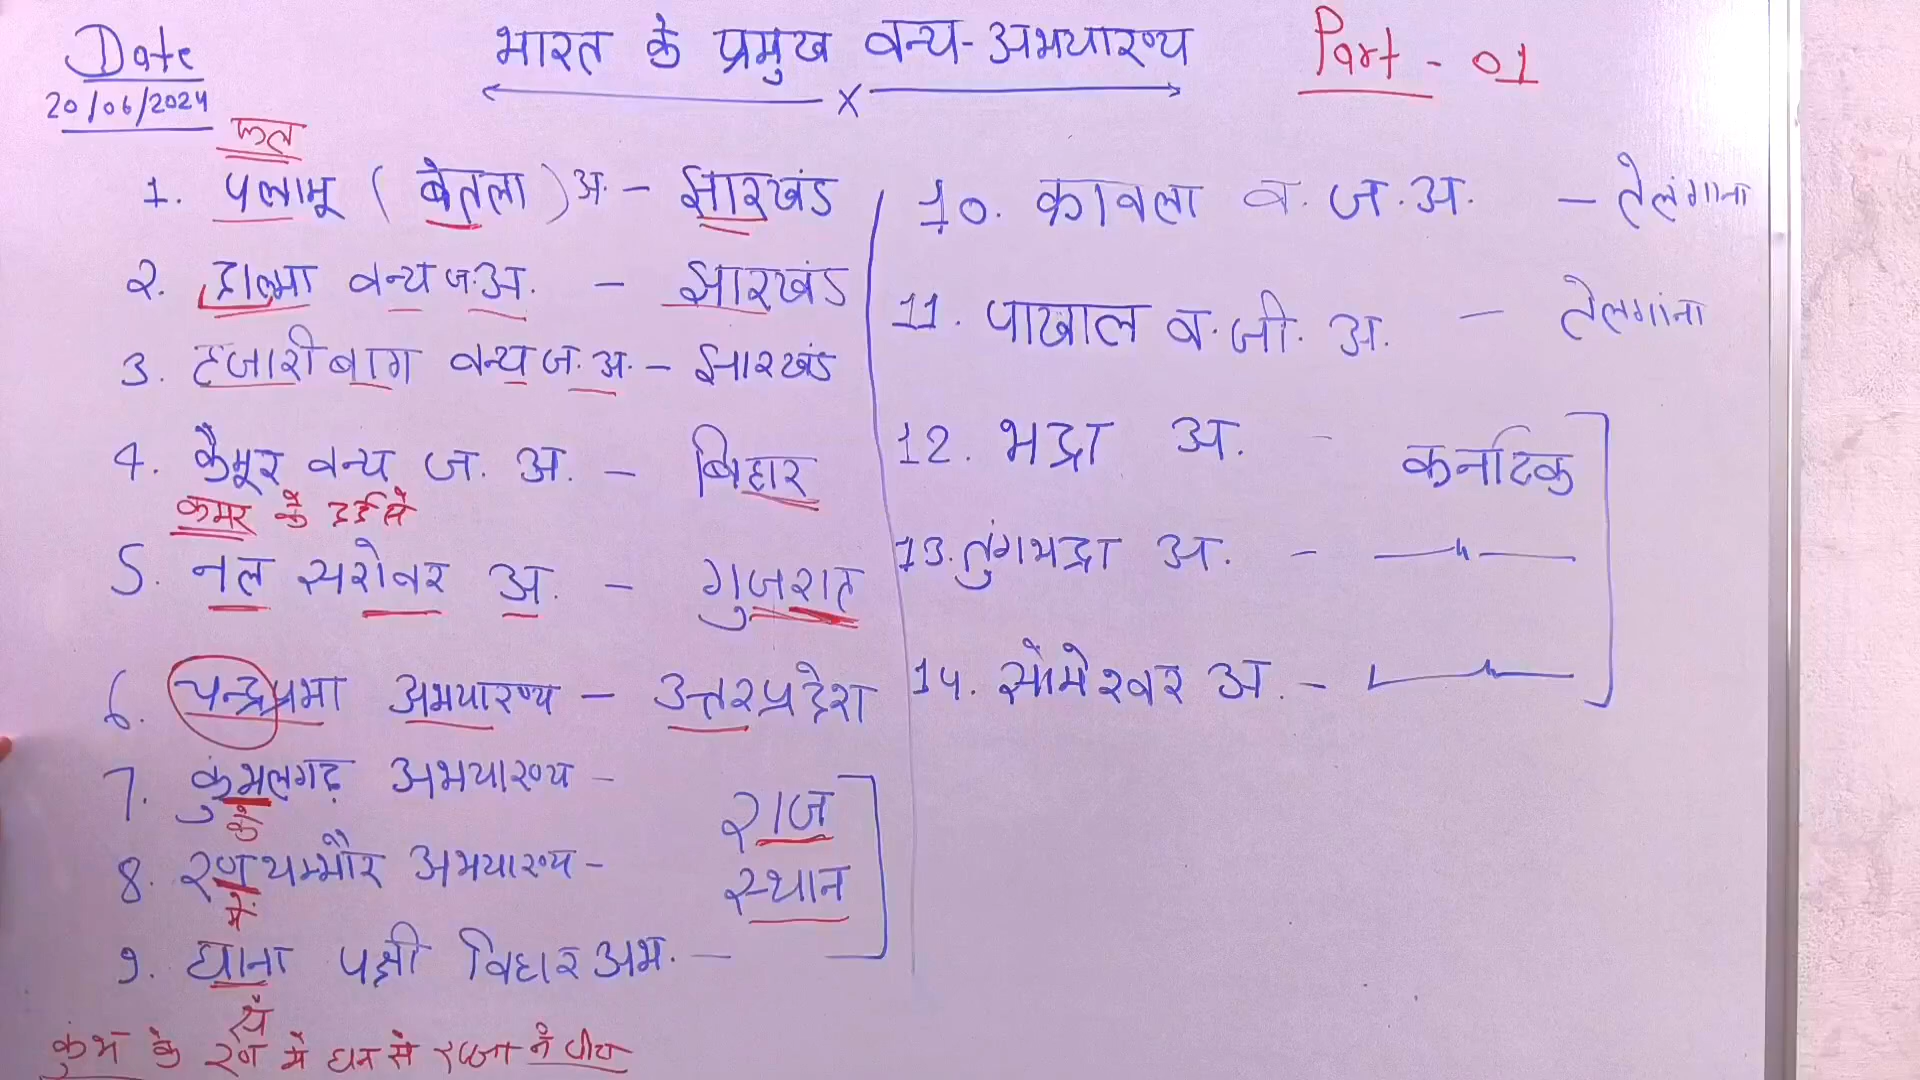 Date
20/06/2024
भारत के प्रमुख वन्य-अभयारण्य
Part - 01
1. पलामू (बेतला) अ. - झारखंड
2. दाल्मा वन्य ज.अ. - झारखंड
3. हजारीबाग वन्य ज.अ. - झारखंड
4. कैमूर वन्य ज. अ. - बिहार
कमर के दर्द से
5. नल सरोवर अ. - गुजरात
6. चन्द्रप्रभा अभयारण्य - उत्तरप्रदेश
7. कुंभलगढ़ अभयारण्य -
के
8. रणथम्भौर अभयारण्य -
में
9. घाना पक्षी विहार अभ. -
से
राज
स्थान
कुंभ के रण में घन से राजा ने
10. कावला व. ज.अ. - तेलंगाना
11. पाखाल व.जी. अ. - तेलगांना
12. भद्रा अ. - कर्नाटक
13. तुंगभद्रा अ. - —"—
14. सोमेश्वर अ. - —"—